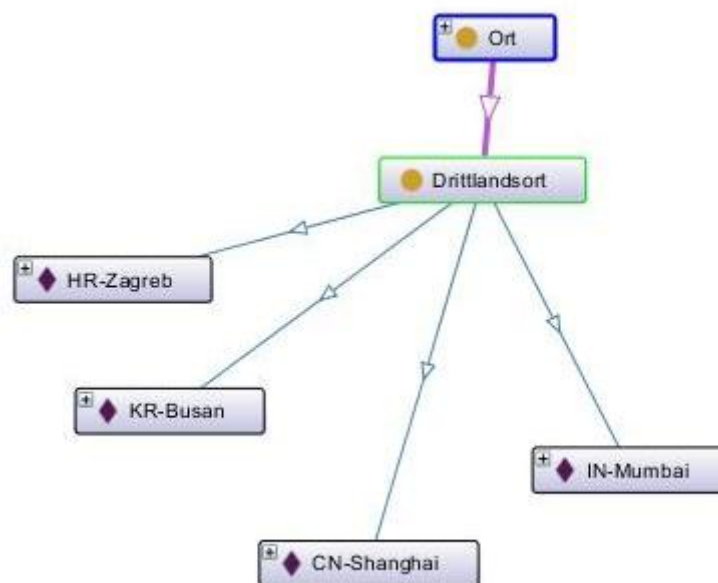 Ort
Drittlandsort
HR-Zagreb
KR-Busan
IN-Mumbai
CN-Shanghai